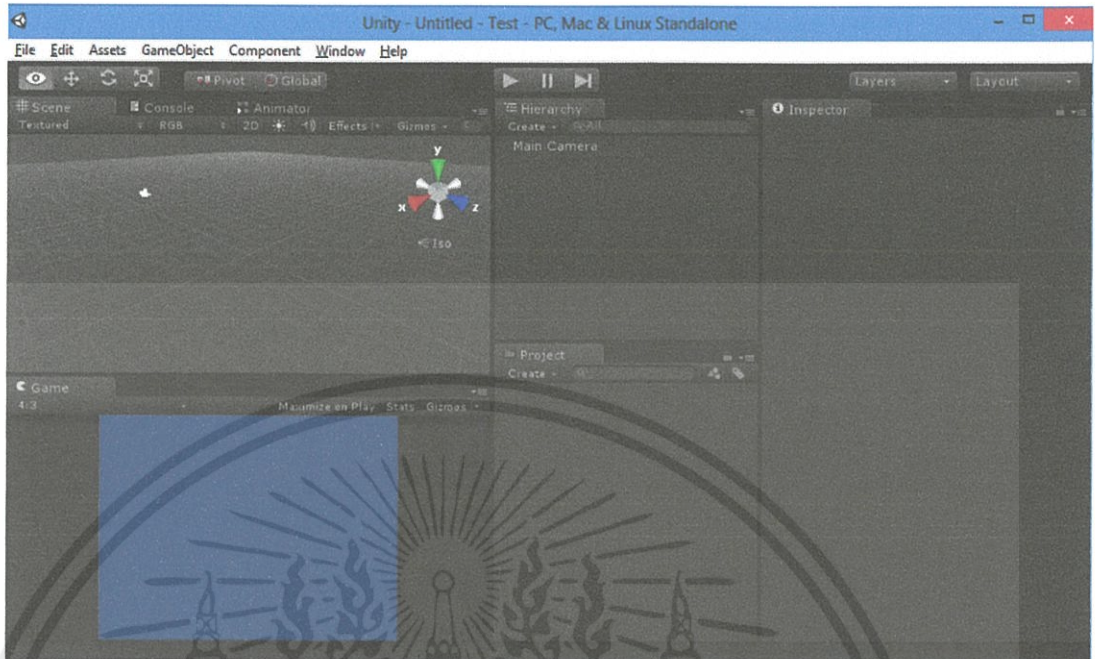 Unity - Untitled - Test - PC, Mac & Linux Standalone
File Edit Assets GameObject Component Window Help
Pivot Global Layers Layout
Scene Console Animator Hierarchy Inspector
Textured RGB 2D Effects Gizmos Create All
Main Camera
y
x z
Iso
Project
Create
Game
4:3 Maximize on Play Stats Gizmos